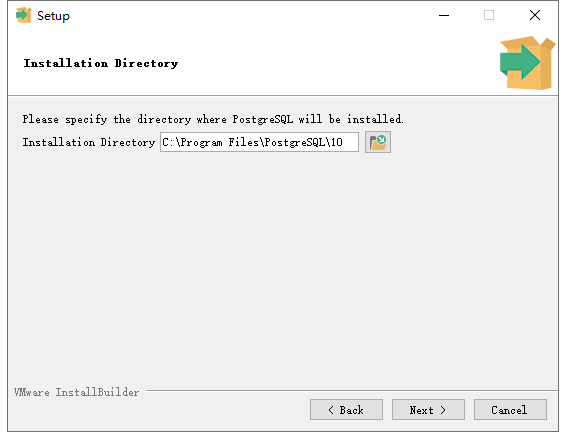 Setup
Installation Directory
Please specify the directory where PostgreSQL will be installed.
Installation Directory C:\Program Files\PostgreSQL\10
VMware InstallBuilder
< Back Next > Cancel